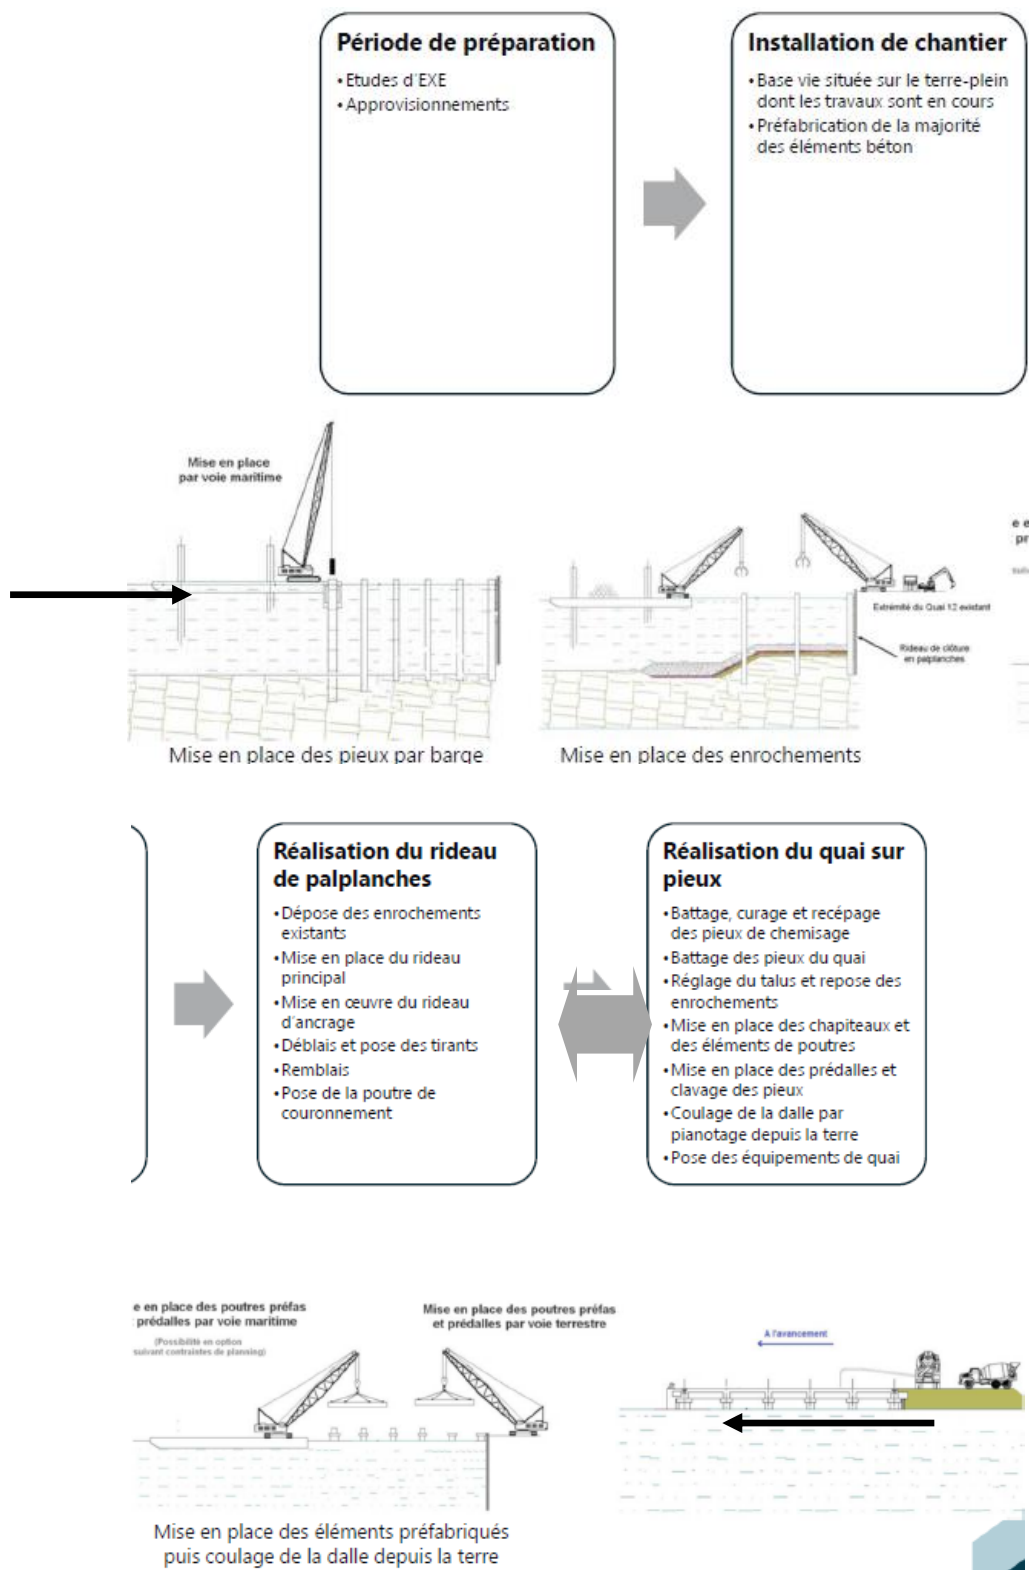 Période de préparation
• Etudes d'EXE
• Approvisionnements
Installation de chantier
• Base vie située sur le terre-plein
dont les travaux sont en cours
• Préfabrication de la majorité
des éléments béton
Mise en place
par voie maritime
Extrémité du Quai 12 existant
Rideau de clôture
en palplanches
e e
pr
Mise en place des pieux par barge
Mise en place des enrochements
Réalisation du rideau
de palplanches
• Dépose des enrochements
existants
• Mise en place du rideau
principal
• Mise en œuvre du rideau
d'ancrage
• Déblais et pose des tirants
• Remblais
• Pose de la poutre de
couronnement
Réalisation du quai sur
pieux
• Battage, curage et recépage
des pieux de chemisage
• Battage des pieux du quai
• Réglage du talus et repose des
enrochements
• Mise en place des chapiteaux et
des éléments de poutres
• Mise en place des prédalles et
clavage des pieux
• Coulage de la dalle par
pianotage depuis la terre
• Pose des équipements de quai
e en place des poutres préfas
prédalles par voie maritime
(Possibilité en option
suivant contraistes de planning)
Mise en place des poutres préfas
et prédalles par voie terrestre
A l'avancement
Mise en place des éléments préfabriqués
puis coulage de la dalle depuis la terre